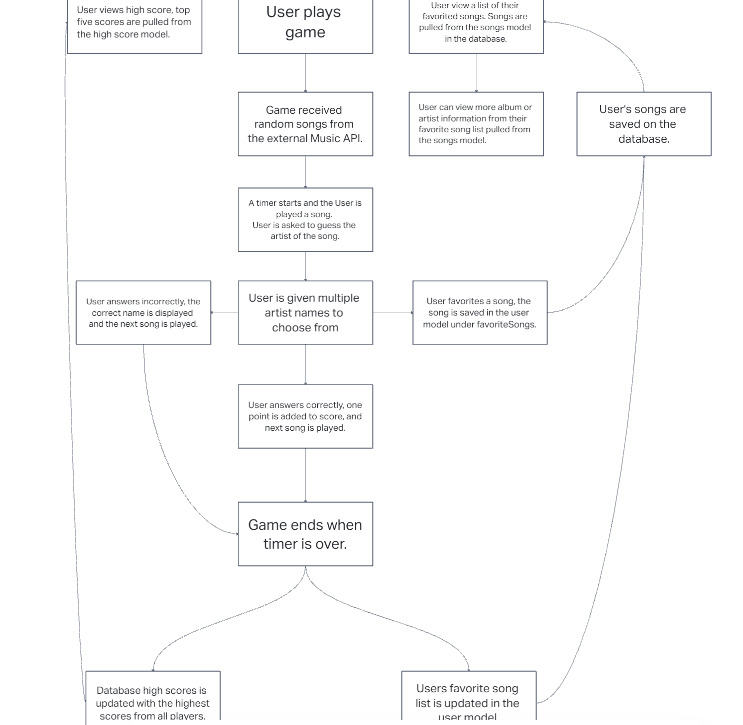 User views high score, top
five scores are pulled from
the high score model.
User plays
game
User view a list of their
favorited songs. Songs are
pulled from the songs model
in the database.
Game received
random songs from
the external Music API.
User can view more album or
artist information from their
favorite song list pulled from
the songs model.
User's songs are
saved on the
database.
A timer starts and the User is
played a song.
User is asked to guess the
artist of the song.
User answers incorrectly, the
correct name is displayed
and the next song is played.
User is given multiple
artist names to
choose from
User favorites a song, the
song is saved in the user
model under favoriteSongs.
User answers correctly, one
point is added to score, and
next song is played.
Game ends when
timer is over.
Database high scores is
updated with the highest
scores from all players.
Users favorite song
list is updated in the
user model